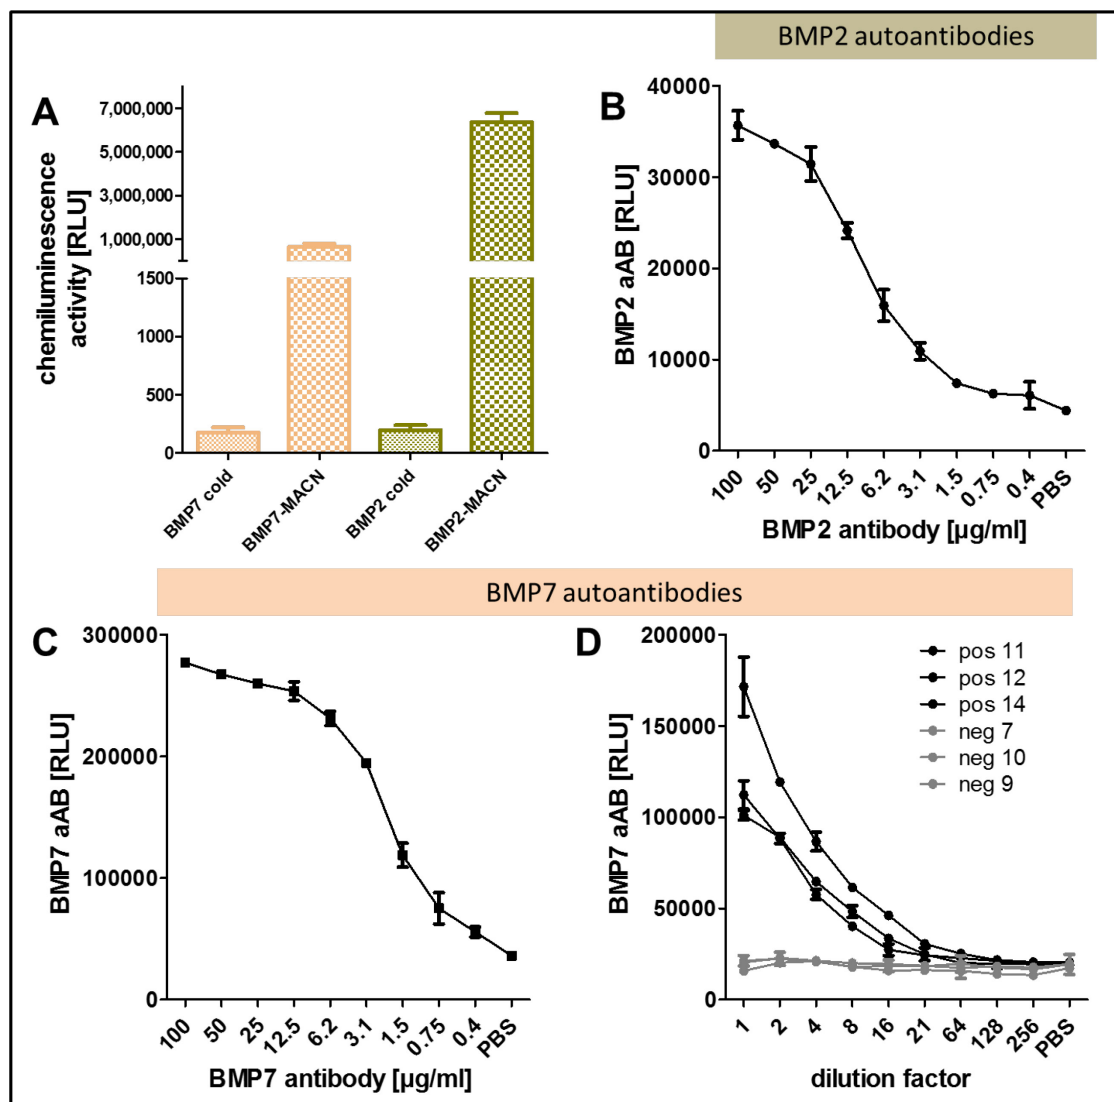 BMP2 autoantibodies
A
chemiluminescence
activity [RLU]
7,000,000
5,000,000
3,000,000
1,000,000
1500
1000
500
0
BMP7 cold
BMP7-MACN
BMP2 cold
BMP2-MACN
B
BMP2 aAB [RLU]
40000
30000
20000
10000
0
100
50
25
12.5
6.2
3.1
1.5
0.75
0.4
PBS
BMP2 antibody [µg/ml]
BMP7 autoantibodies
C
BMP7 aAB [RLU]
300000
200000
100000
0
100
50
25
12.5
6.2
3.1
1.5
0.75
0.4
PBS
BMP7 antibody [µg/ml]
D
BMP7 aAB [RLU]
200000
150000
100000
50000
0
pos 11
pos 12
pos 14
neg 7
neg 10
neg 9
1
2
4
8
16
21
64
128
256
PBS
dilution factor